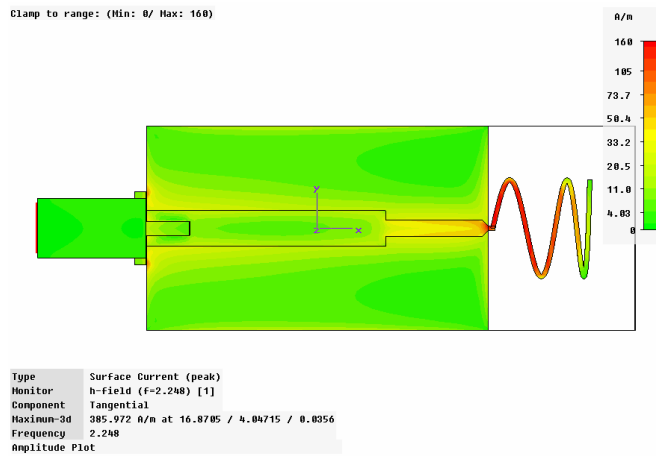 Clamp to range: (Min: 0/ Max: 160)
A/m
160
105
73.7
50.4
33.2
20.5
11.0
4.03
0
y
z x
Type Surface Current (peak)
Monitor h-field (f=2.248) [1]
Component Tangential
Maximum-3d 385.972 A/m at 16.8705 / 4.04715 / 0.0356
Frequency 2.248
Amplitude Plot